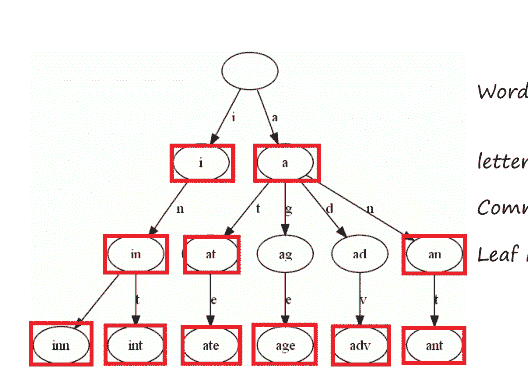 Word
i a
i a
letter
n t g d n
Comm
in at ag ad an
Leaf
t e e v t
inn int ate age adv ant